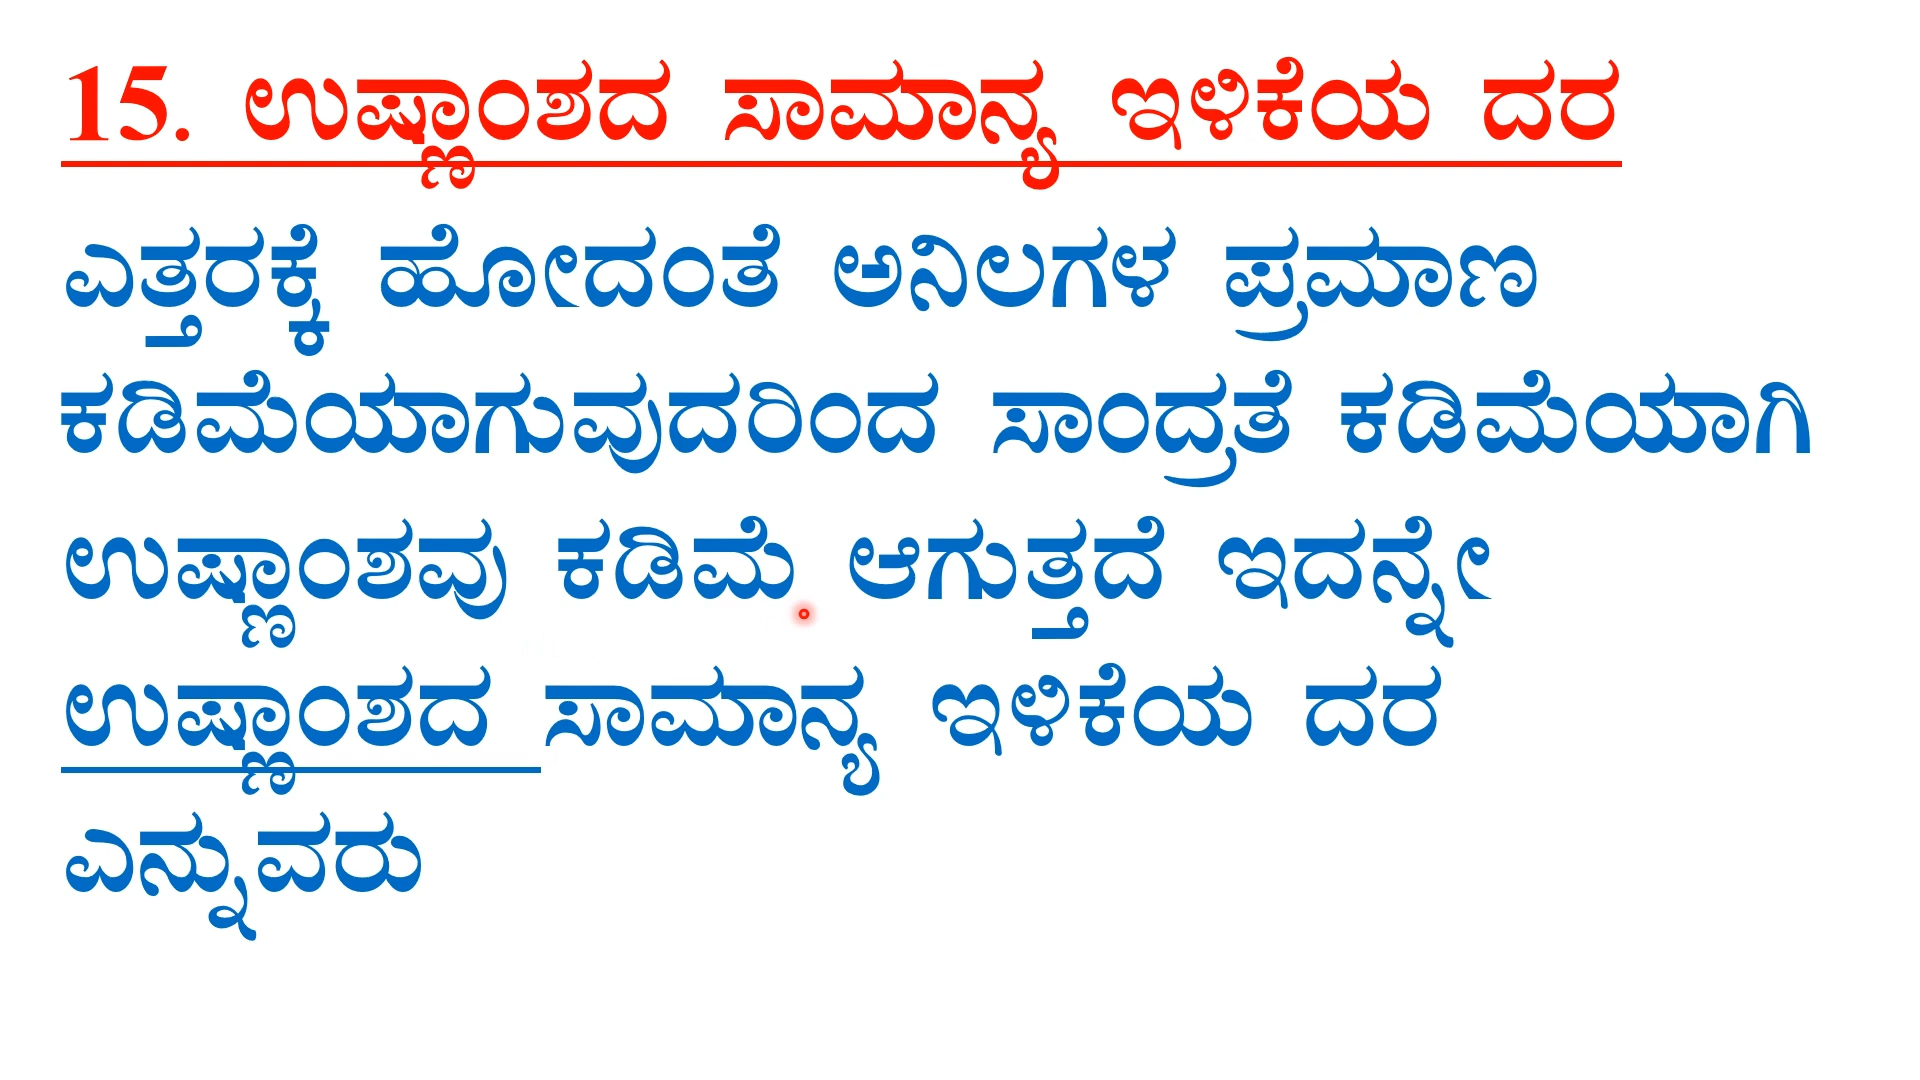 15. ಉಷ್ಣಾಂಶದ ಸಾಮಾನ್ಯ ಇಳಿಕೆಯ ದರ
ಎತ್ತರಕ್ಕೆ ಹೋದಂತೆ ಅನಿಲಗಳ ಪ್ರಮಾಣ
ಕಡಿಮೆಯಾಗುವುದರಿಂದ ಸಾಂದ್ರತೆ ಕಡಿಮೆಯಾಗಿ
ಉಷ್ಣಾಂಶವು ಕಡಿಮೆ ಆಗುತ್ತದೆ ಇದನ್ನೇ
ಉಷ್ಣಾಂಶದ ಸಾಮಾನ್ಯ ಇಳಿಕೆಯ ದರ
ಎನ್ನುವರು